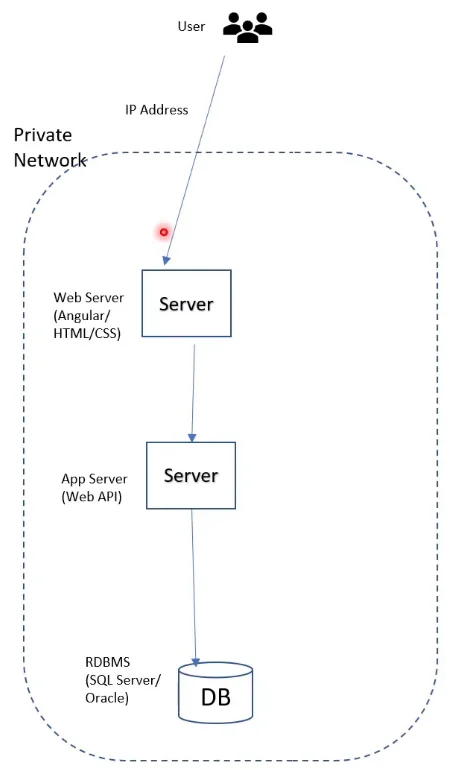 User
IP Address
Private
Network
Web Server
(Angular/
HTML/CSS)
Server
App Server
(Web API)
Server
RDBMS
(SQL Server/
Oracle)
DB